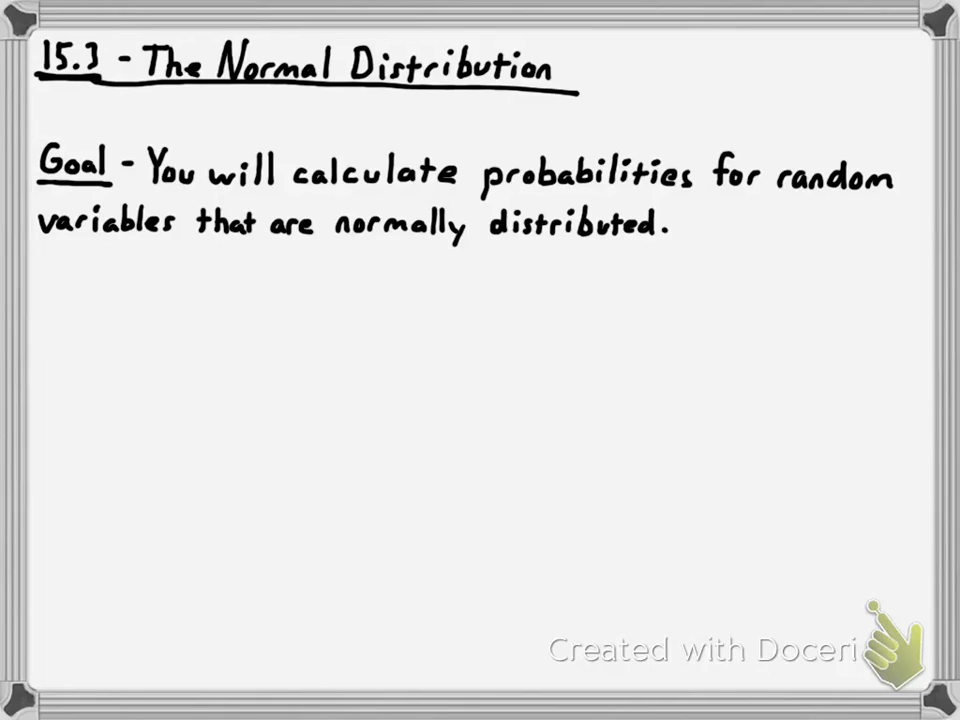 15.3 - The Normal Distribution
Goal - You will calculate probabilities for random
variables that are normally distributed.
Created with Doceri